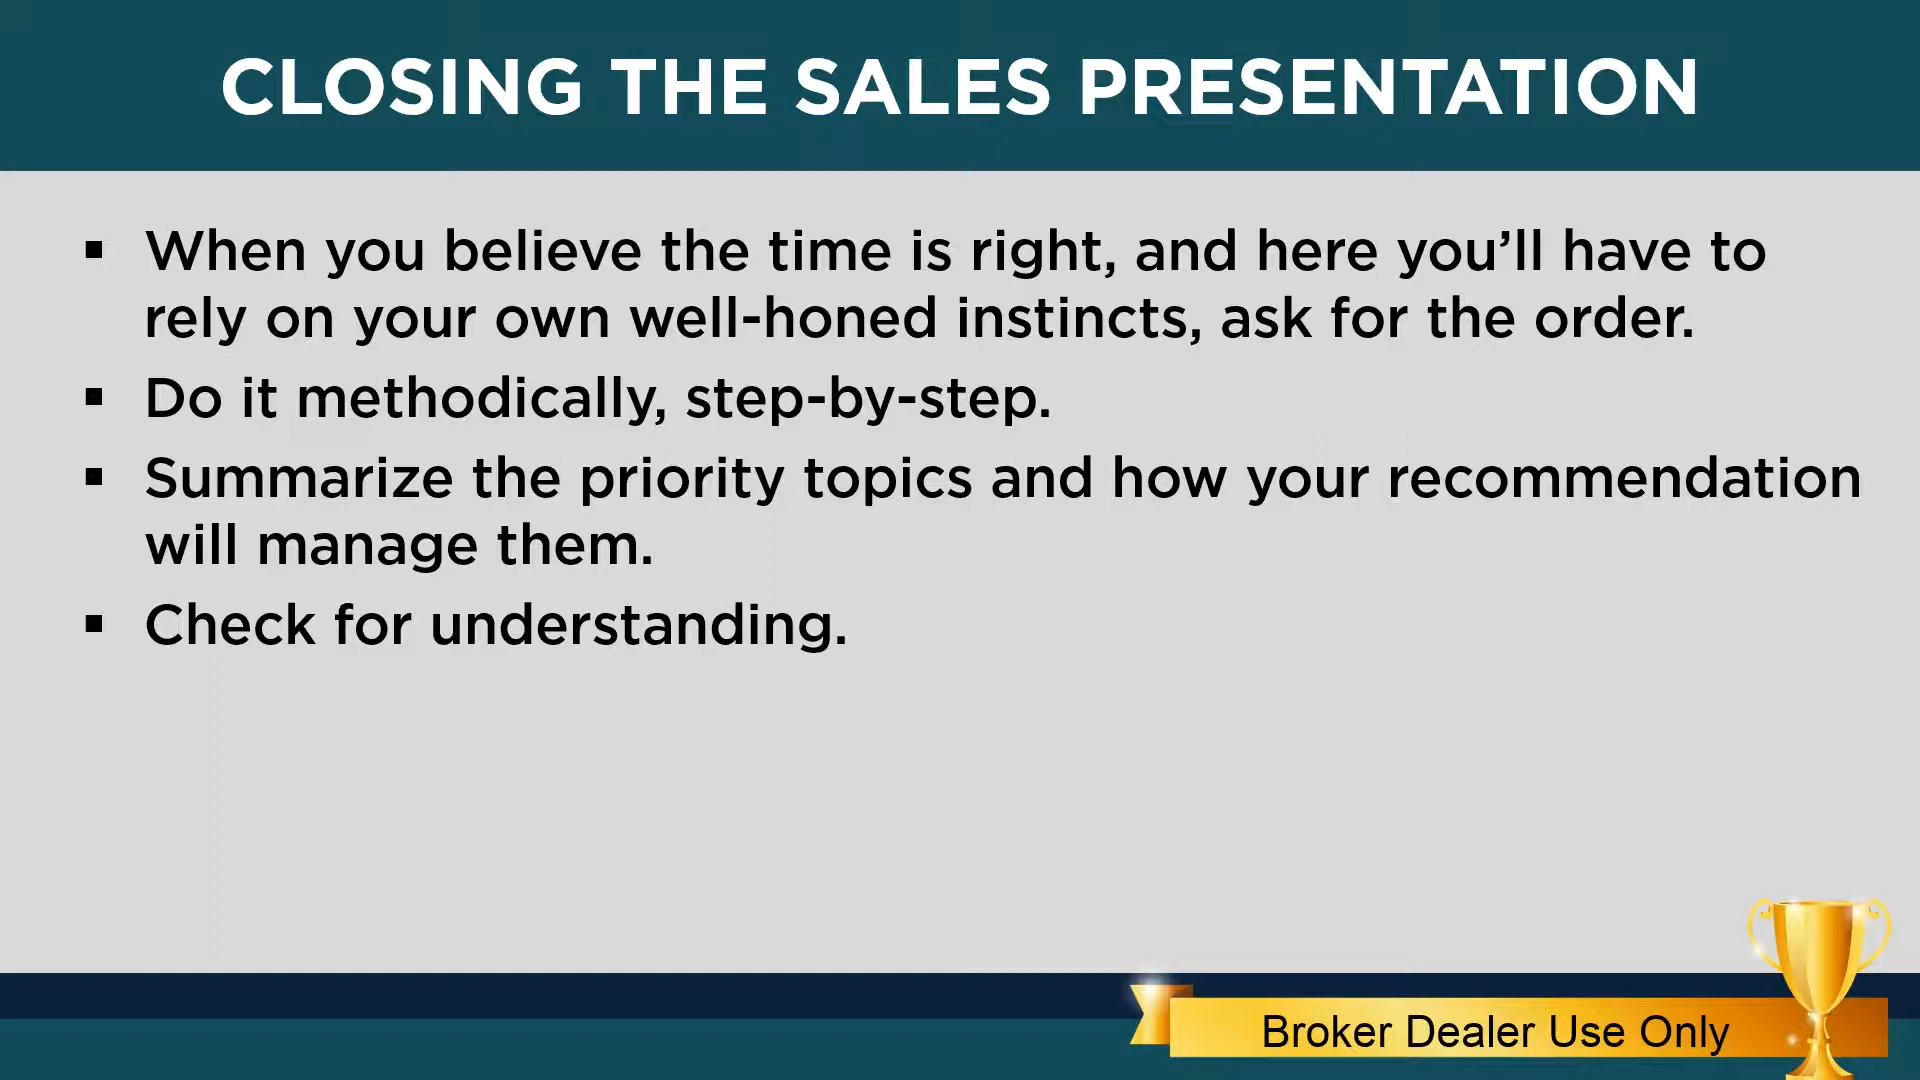 CLOSING THE SALES PRESENTATION
▪ When you believe the time is right, and here you’ll have to
rely on your own well-honed instincts, ask for the order.
▪ Do it methodically, step-by-step.
▪ Summarize the priority topics and how your recommendation
will manage them.
▪ Check for understanding.
Broker Dealer Use Only